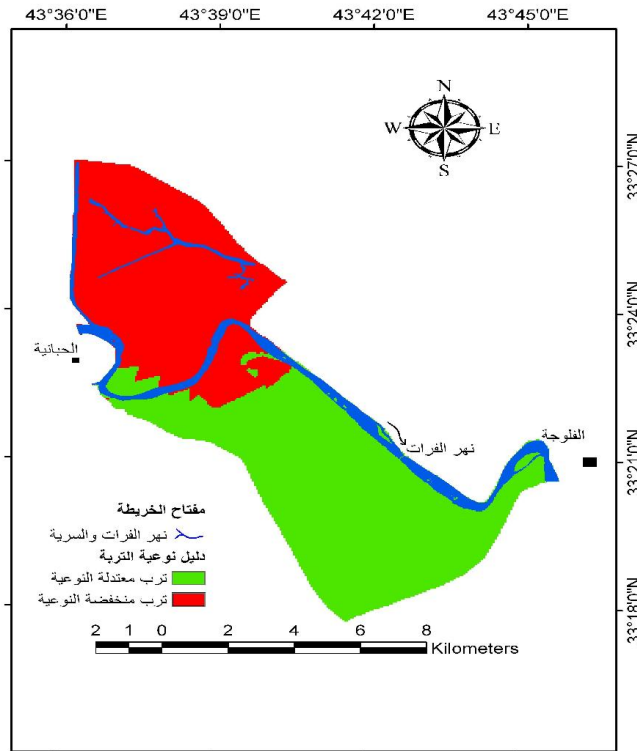 43°36'0"E 43°39'0"E 43°42'0"E 43°45'0"E
N
W E
S
33°27'0"N
33°24'0"N
الحبانية
الفلوجة
نهر الفرات
33°21'0"N
مفتاح الخريطة
نهر الفرات والسرية
دليل نوعية التربة
ترب معتدلة النوعية
ترب منخفضة النوعية
33°18'0"N
2 1 0 2 4 6 8
Kilometers